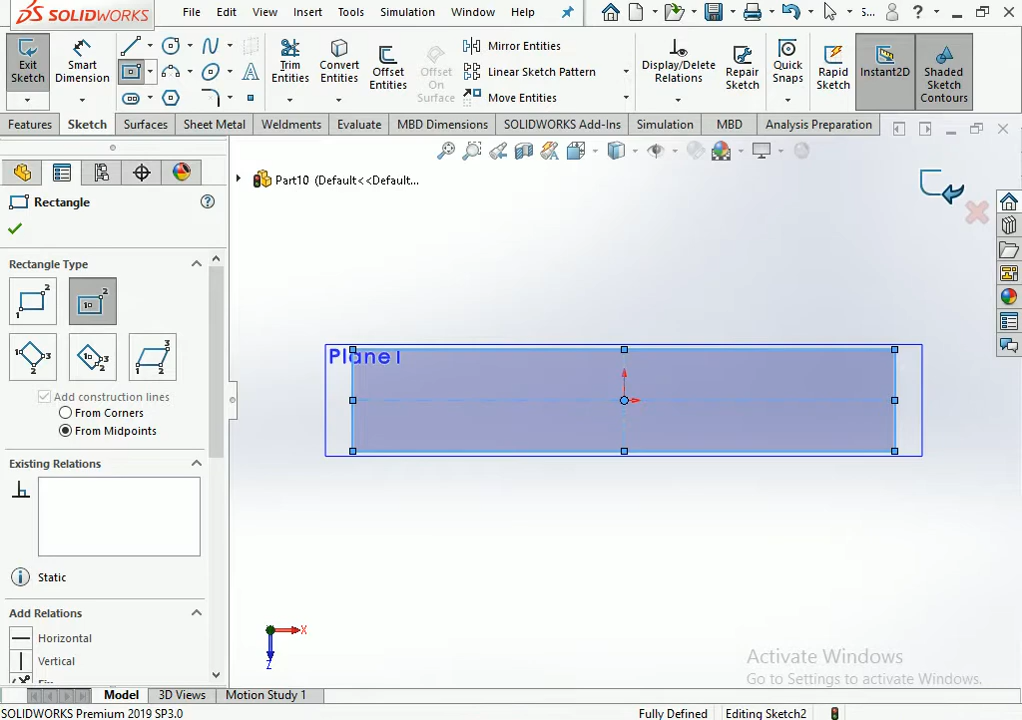 SOLIDWORKS File Edit View Insert Tools Simulation Window Help S... ?
Exit Sketch
Smart Dimension
Trim Entities
Convert Entities
Offset Entities
Offset On Surface
Mirror Entities
Linear Sketch Pattern
Move Entities
Display/Delete Relations
Repair Sketch
Quick Snaps
Rapid Sketch
Instant2D
Shaded Sketch Contours
Features Sketch Surfaces Sheet Metal Weldments Evaluate MBD Dimensions SOLIDWORKS Add-Ins Simulation MBD Analysis Preparation
Part10 (Default<<Default...
Rectangle
Rectangle Type
Add construction lines
From Corners
From Midpoints
Existing Relations
Static
Add Relations
Horizontal
Vertical
Plane1
X
Z
Activate Windows
Go to Settings to activate Windows.
Model 3D Views Motion Study 1
SOLIDWORKS Premium 2019 SP3.0 Fully Defined Editing Sketch2